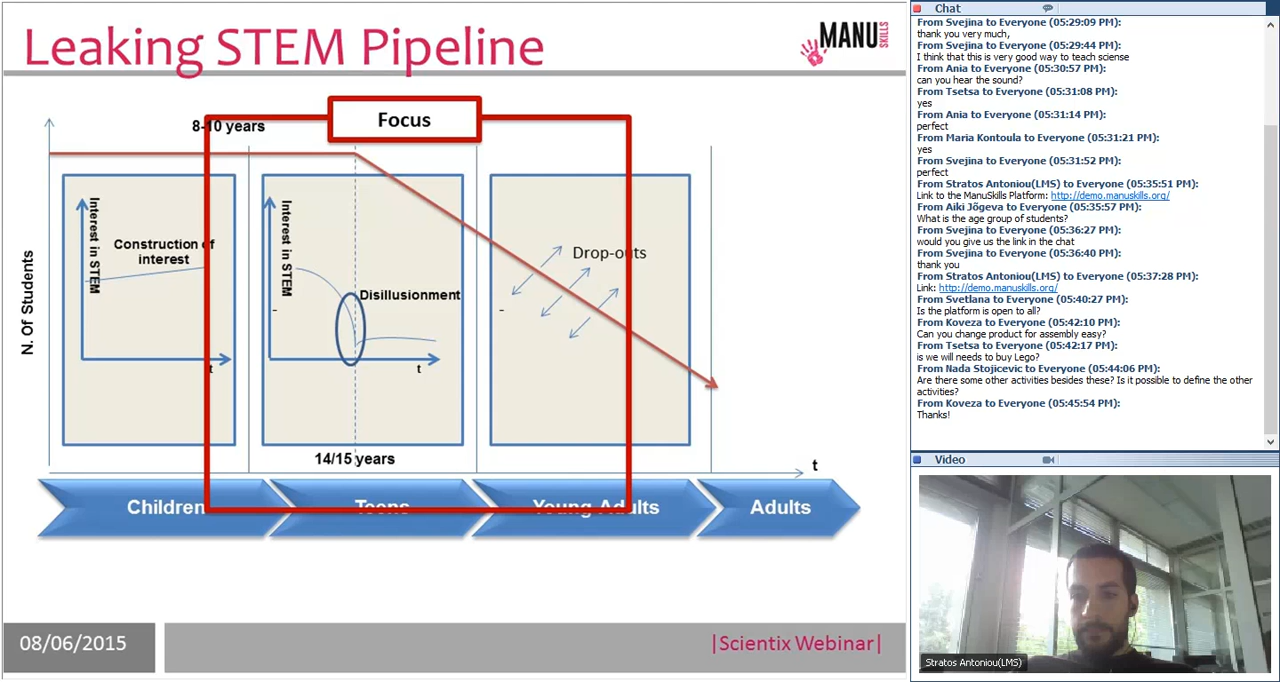 Leaking STEM Pipeline
MANU
SKILLS
Focus
8-10 years
N. Of Students
Interest in STEM
Construction of
interest
t
Interest in STEM
Disillusionment
t
14/15 years
Drop-outs
t
Children
Teens
Young Adults
Adults
08/06/2015
|Scientix Webinar|
Chat
From Svejina to Everyone (05:29:09 PM):
thank you very much,
From Svejina to Everyone (05:29:44 PM):
I think that this is very good way to teach sciense
From Ania to Everyone (05:30:57 PM):
can you hear the sound?
From Tsetsa to Everyone (05:31:08 PM):
yes
From Ania to Everyone (05:31:14 PM):
perfect
From Maria Kontoula to Everyone (05:31:21 PM):
yes
From Svejina to Everyone (05:31:52 PM):
perfect
From Stratos Antoniou(LMS) to Everyone (05:35:51 PM):
Link to the ManuSkills Platform: http://demo.manuskills.org/
From Aiki Jõgeva to Everyone (05:35:57 PM):
What is the age group of students?
From Svejina to Everyone (05:36:27 PM):
would you give us the link in the chat
From Svejina to Everyone (05:36:40 PM):
thank you
From Stratos Antoniou(LMS) to Everyone (05:37:28 PM):
Link: http://demo.manuskills.org/
From Svetlana to Everyone (05:40:27 PM):
Is the platform is open to all?
From Koveza to Everyone (05:42:10 PM):
Can you change product for assembly easy?
From Tsetsa to Everyone (05:42:17 PM):
is we will needs to buy Lego?
From Nada Stojicevic to Everyone (05:44:06 PM):
Are there some other activities besides these? Is it possible to define the other
activities?
From Koveza to Everyone (05:45:54 PM):
Thanks!
Video
Stratos Antoniou(LMS)